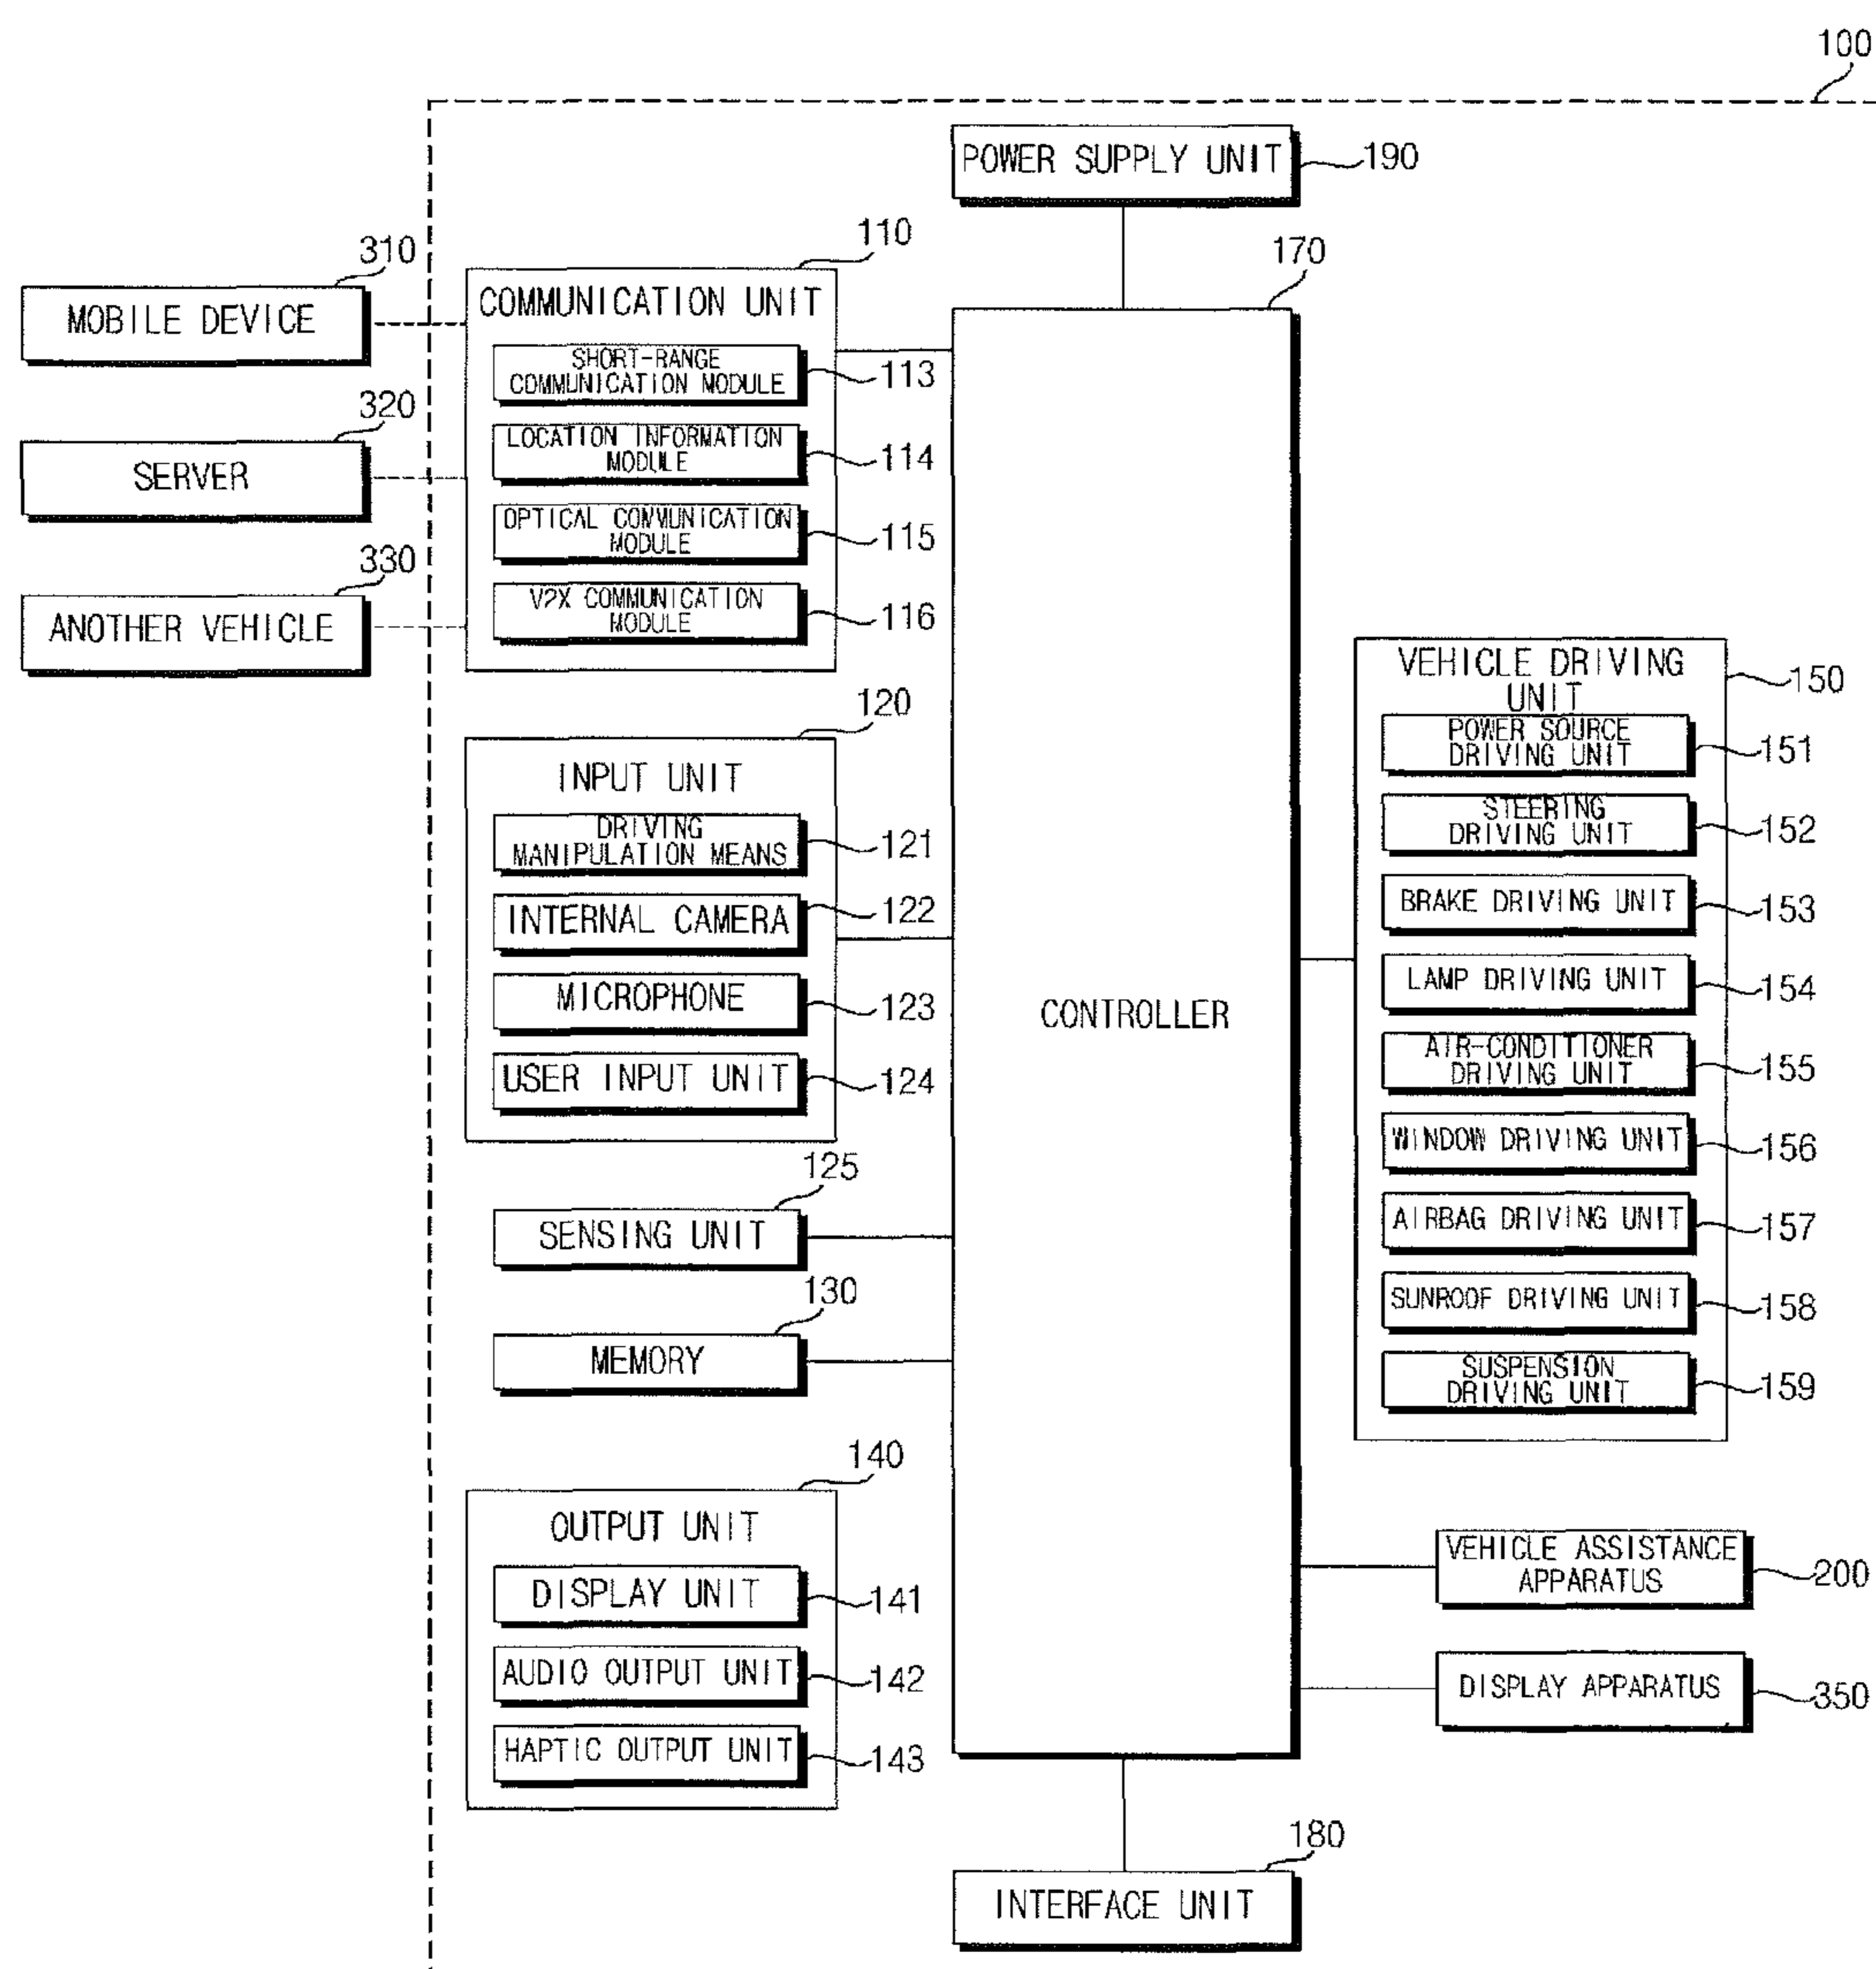 100
POWER SUPPLY UNIT
190
310
MOBILE DEVICE
320
SERVER
330
ANOTHER VEHICLE
110
COMMUNICATION UNIT
SHORT-RANGE
COMMUNICATION MODULE
113
LOCATION INFORMATION
MODULE
114
OPTICAL COMMUNICATION
MODULE
115
V2X COMMUNICATION
MODULE
116
120
INPUT UNIT
DRIVING
MANIPULATION MEANS
121
INTERNAL CAMERA
122
MICROPHONE
123
USER INPUT UNIT
124
125
SENSING UNIT
130
MEMORY
140
OUTPUT UNIT
DISPLAY UNIT
141
AUDIO OUTPUT UNIT
142
HAPTIC OUTPUT UNIT
143
170
CONTROLLER
VEHICLE DRIVING
UNIT
150
POWER SOURCE
DRIVING UNIT
151
STEERING
DRIVING UNIT
152
BRAKE DRIVING UNIT
153
LAMP DRIVING UNIT
154
AIR-CONDITIONER
DRIVING UNIT
155
WINDOW DRIVING UNIT
156
AIRBAG DRIVING UNIT
157
SUNROOF DRIVING UNIT
158
SUSPENSION
DRIVING UNIT
159
VEHICLE ASSISTANCE
APPARATUS
200
DISPLAY APPARATUS
350
180
INTERFACE UNIT